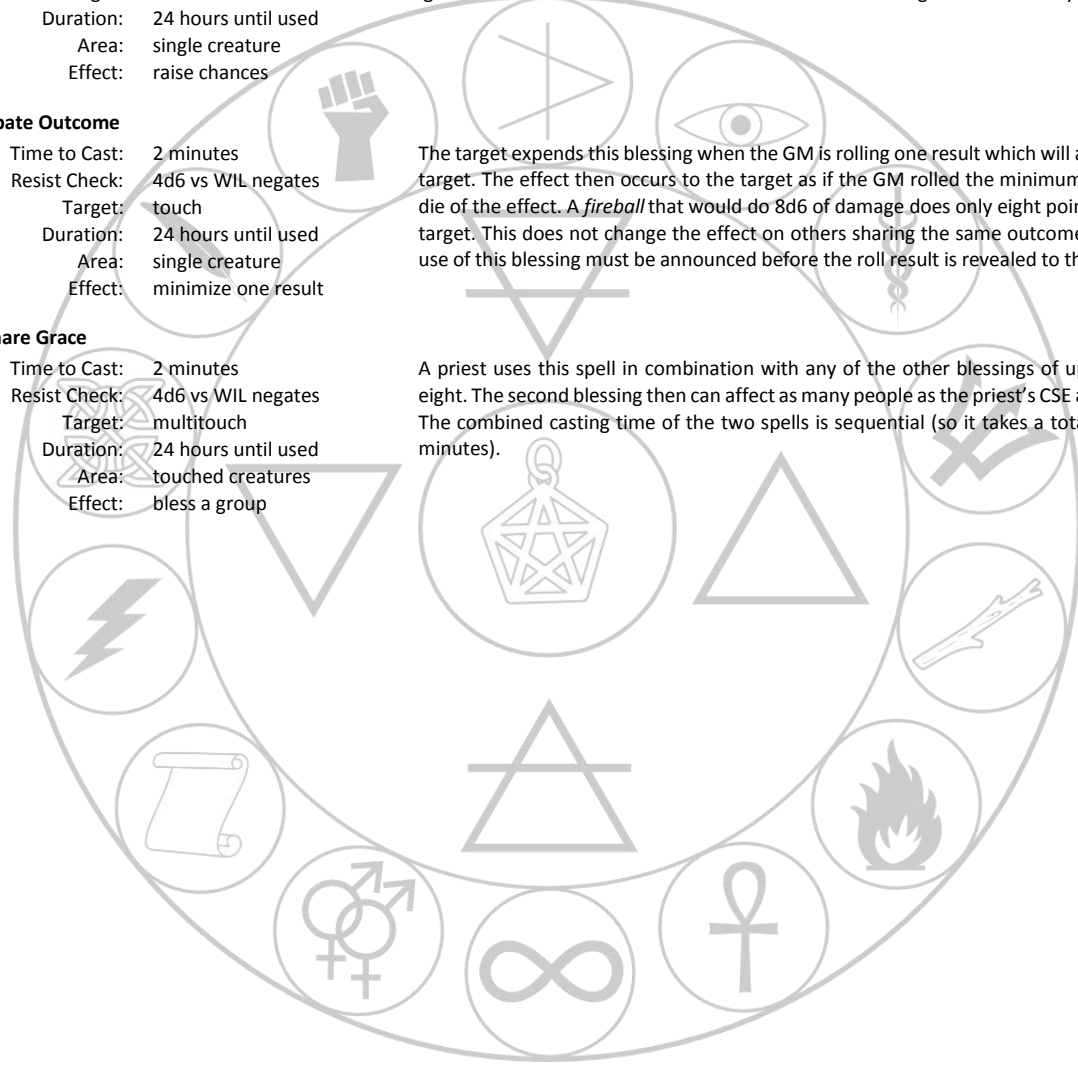 Duration: 24 hours until used
Area: single creature
Effect: raise chances
Outcome
Time to Cast: 2 minutes
Resist Check: 4d6 vs WIL negates
Target: touch
Duration: 24 hours until used
Area: single creature
Effect: minimize one result
The target expends this blessing when the GM is rolling one result which will
target. The effect then occurs to the target as if the GM rolled the minimum
die of the effect. A fireball that would do 8d6 of damage does only eight
target. This does not change the effect on others sharing the same outcome
use of this blessing must be announced before the roll result is revealed to
Grace
Time to Cast: 2 minutes
Resist Check: 4d6 vs WIL negates
Target: multitouch
Duration: 24 hours until used
Area: touched creatures
Effect: bless a group
A priest uses this spell in combination with any of the other blessings of
eight. The second blessing then can affect as many people as the priest's CSE
The combined casting time of the two spells is sequential (so it takes a
minutes).